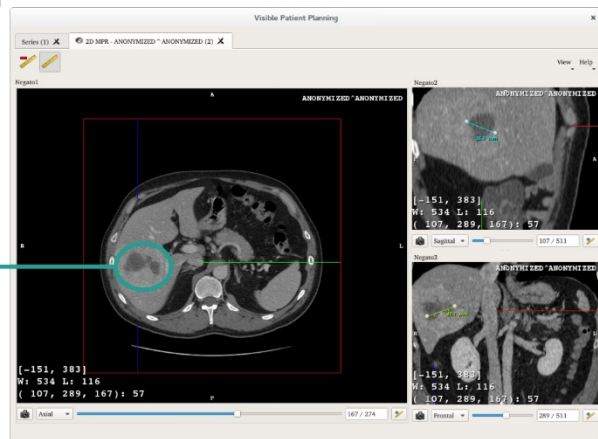 Visible Patient Planning
Series (1) 2D MPR - ANONYMIZED ^ ANONYMIZED (2)
View Help
Negato1
A
ANONYMIZED^ANONYMIZED
R
L
[-151, 383]
W: 534 L: 116
( 107, 289, 167): 57
P
Axial
167 / 274
Negato2
ANONYMIZED^ANONYMIZED
A
[-151, 383]
W: 534 L: 116
( 107, 289, 167): 57
Sagittal
107 / 511
Negato3
ANONYMIZED^ANONYMIZED
[-151, 383]
W: 534 L: 116
( 107, 289, 167): 57
Frontal
289 / 511